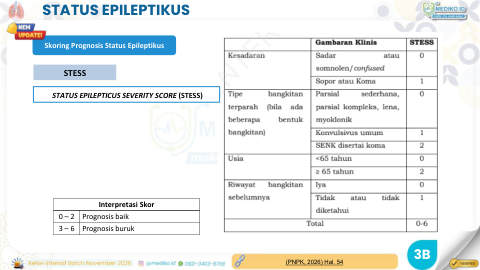 STATUS EPILEPTIKUS
MEDIKO.ID
NEW
UPDATE!
Skoring Prognosis Status Epileptikus
STESS
STATUS EPILEPTICUS SEVERITY SCORE (STESS)
Gambaran Klinis STESS
Kesadaran Sadar atau 0
somnolen/confused
Sopor atau Koma 1
Tipe bangkitan Parsial sederhana, 0
terparah (bila ada parsial kompleks, lena,
beberapa bentuk myoklonik
bangkitan) Konvulsivus umum 1
SENK disertai koma 2
Usia <65 tahun 0
≥ 65 tahun 2
Riwayat bangkitan Iya 0
sebelumnya Tidak atau tidak 1
diketahui
Total 0-6
Interpretasi Skor
0 – 2 Prognosis baik
3 – 6 Prognosis buruk
(PNPK, 2026) Hal. 54
3B